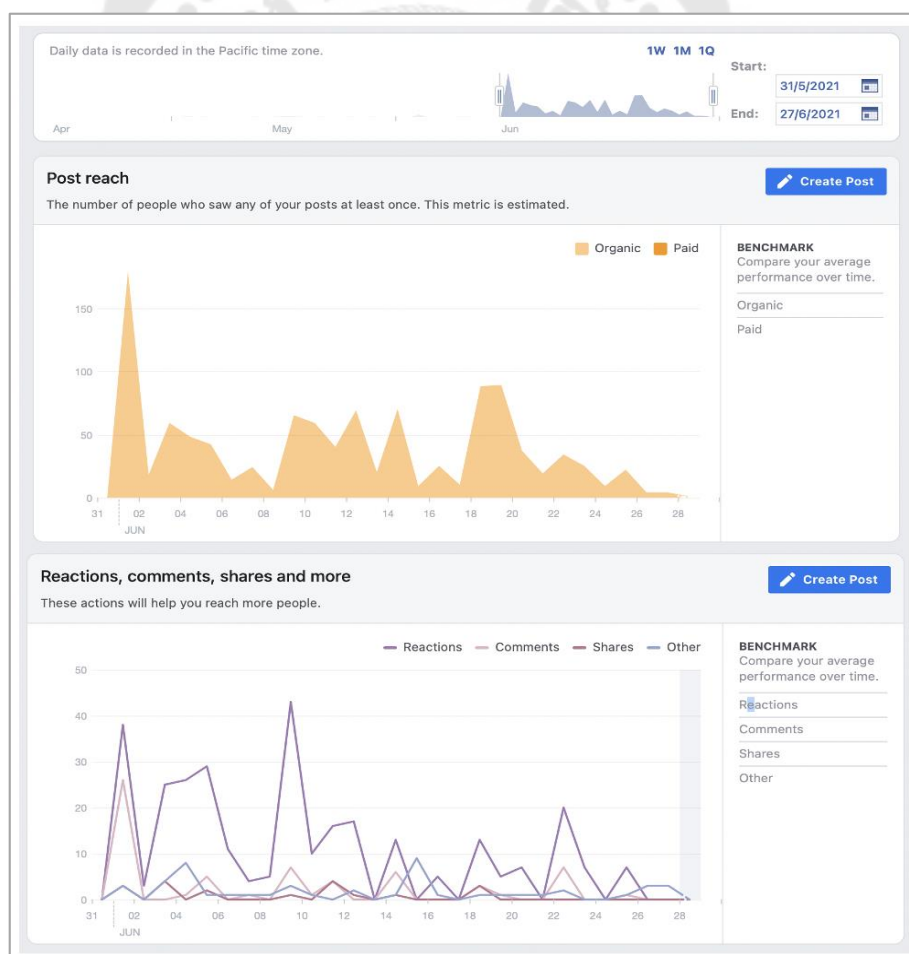 Daily data is recorded in the Pacific time zone.
1W 1M 1Q
Start:
31/5/2021
End:
27/6/2021
Apr
May
Jun
Post reach
Create Post
The number of people who saw any of your posts at least once. This metric is estimated.
Organic
Paid
BENCHMARK
Compare your average
performance over time.
Organic
Paid
150
100
50
0
31 02 04 06 08 10 12 14 16 18 20 22 24 26 28
JUN
Reactions, comments, shares and more
Create Post
These actions will help you reach more people.
Reactions
Comments
Shares
Other
BENCHMARK
Compare your average
performance over time.
Reactions
Comments
Shares
Other
50
40
30
20
10
0
31 02 04 06 08 10 12 14 16 18 20 22 24 26 28
JUN